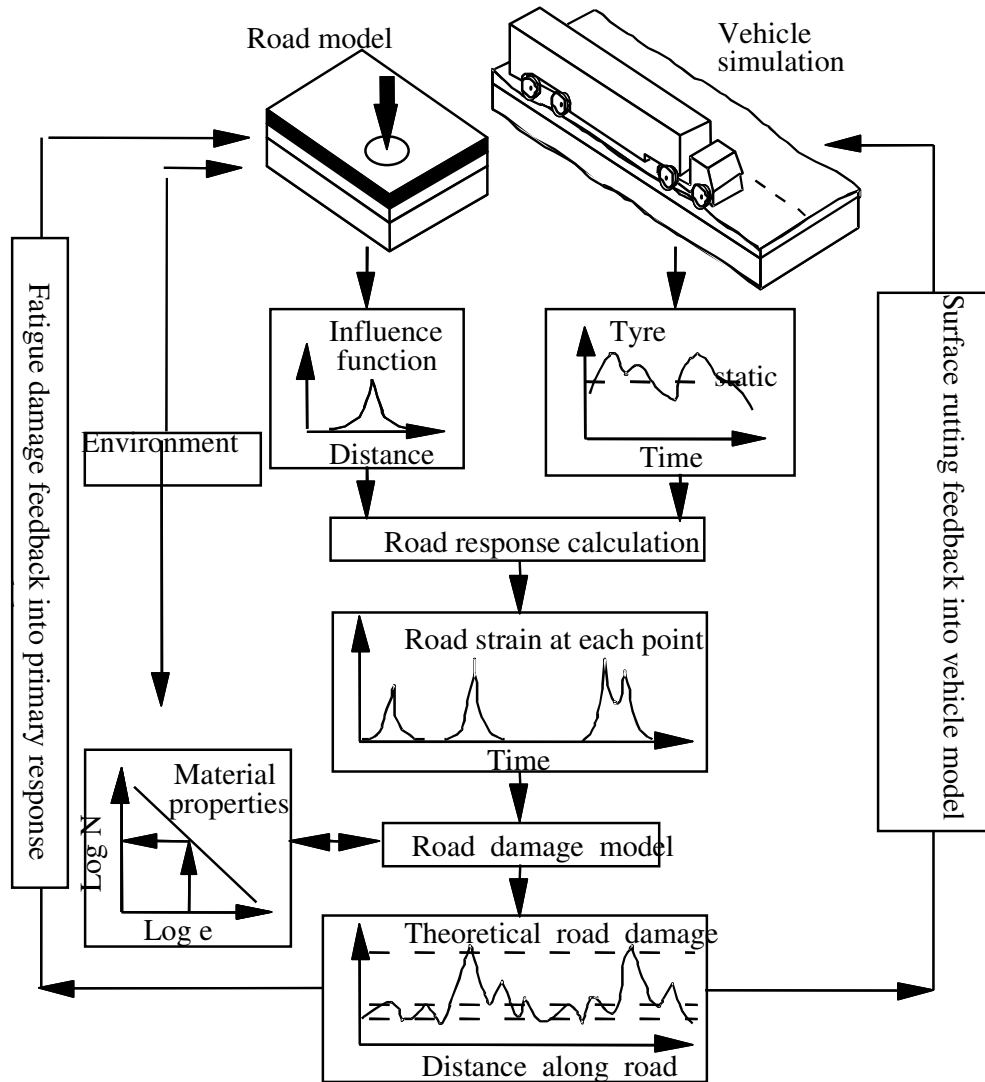 Road model
Vehicle
simulation
Influence
function
Distance
Tyre
static
Time
Environment
Fatigue damage feedback into primary response
Surface rutting feedback into vehicle model
Road response calculation
Road strain at each point
Time
Material
properties
Log N
Log e
Road damage model
Theoretical road damage
Distance along road